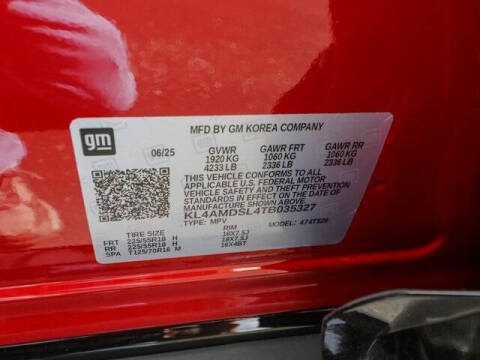 gm
MFD BY GM KOREA COMPANY
06/25 GVWR GAWR FRT GAWR RR
1920 KG 1060 KG 1060 KG
4233 LB 2336 LB 2336 LB
THIS VEHICLE CONFORMS TO ALL
APPLICABLE U.S. FEDERAL MOTOR
VEHICLE SAFETY AND THEFT PREVENTION
STANDARDS IN EFFECT ON THE DATE OF
MANUFACTURE SHOWN ABOVE.
KL4AMDSL4TB035327
TYPE: MPV MODEL:
TIRE SIZE RIM
FRT 225/55R18 H 18X7.5J
RR 225/55R18 H 18X7.5J
SPA T125/70R16 M 16X4BT